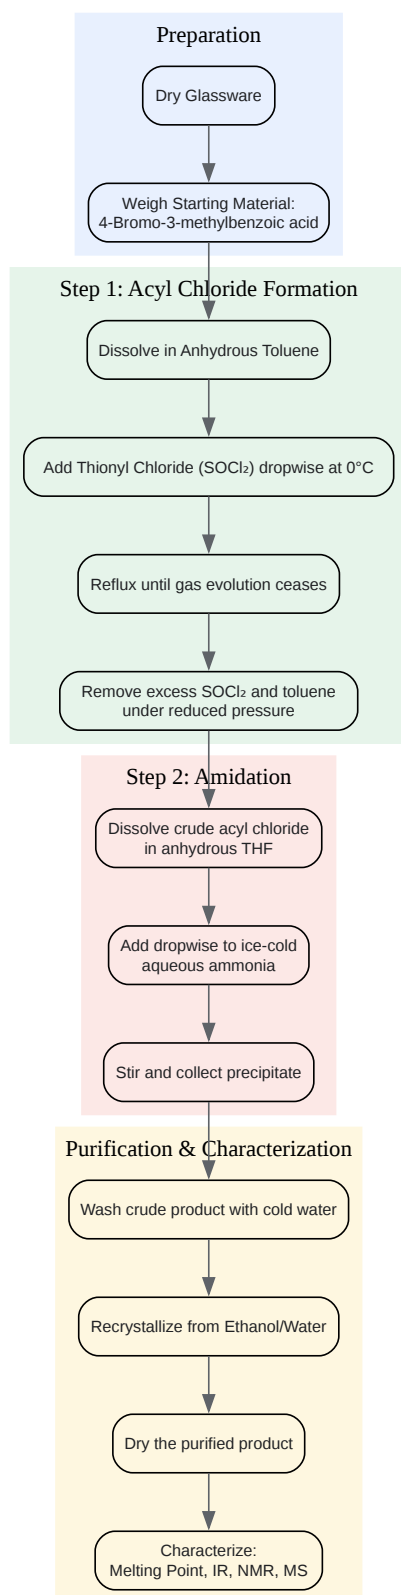 Preparation
Dry Glassware
Weigh Starting Material:
4-Bromo-3-methylbenzoic acid
Step 1: Acyl Chloride Formation
Dissolve in Anhydrous Toluene
Add Thionyl Chloride (SOCl₂) dropwise at 0°C
Reflux until gas evolution ceases
Remove excess SOCl₂ and toluene
under reduced pressure
Step 2: Amidation
Dissolve crude acyl chloride
in anhydrous THF
Add dropwise to ice-cold
aqueous ammonia
Stir and collect precipitate
Purification & Characterization
Wash crude product with cold water
Recrystallize from Ethanol/Water
Dry the purified product
Characterize:
Melting Point, IR, NMR, MS